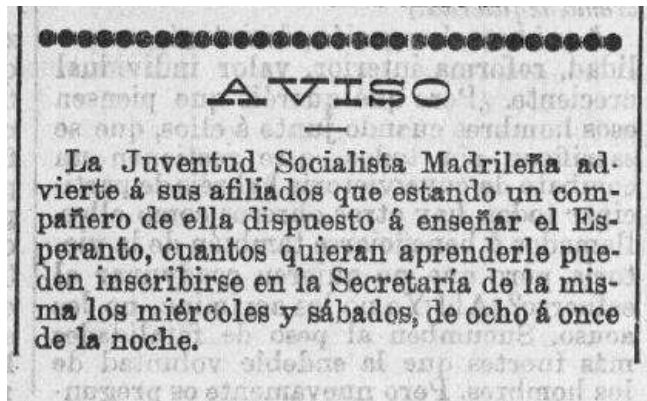 AVISO
La Juventud Socialista Madrileña ad-
vierte á sus afiliados que estando un com-
pañero de ella dispuesto á enseñar el Es-
peranto, cuantos quieran aprenderle pue-
den inscribirse en la Secretaría de la mis-
ma los miércoles y sábados, de ocho á once
de la noche.